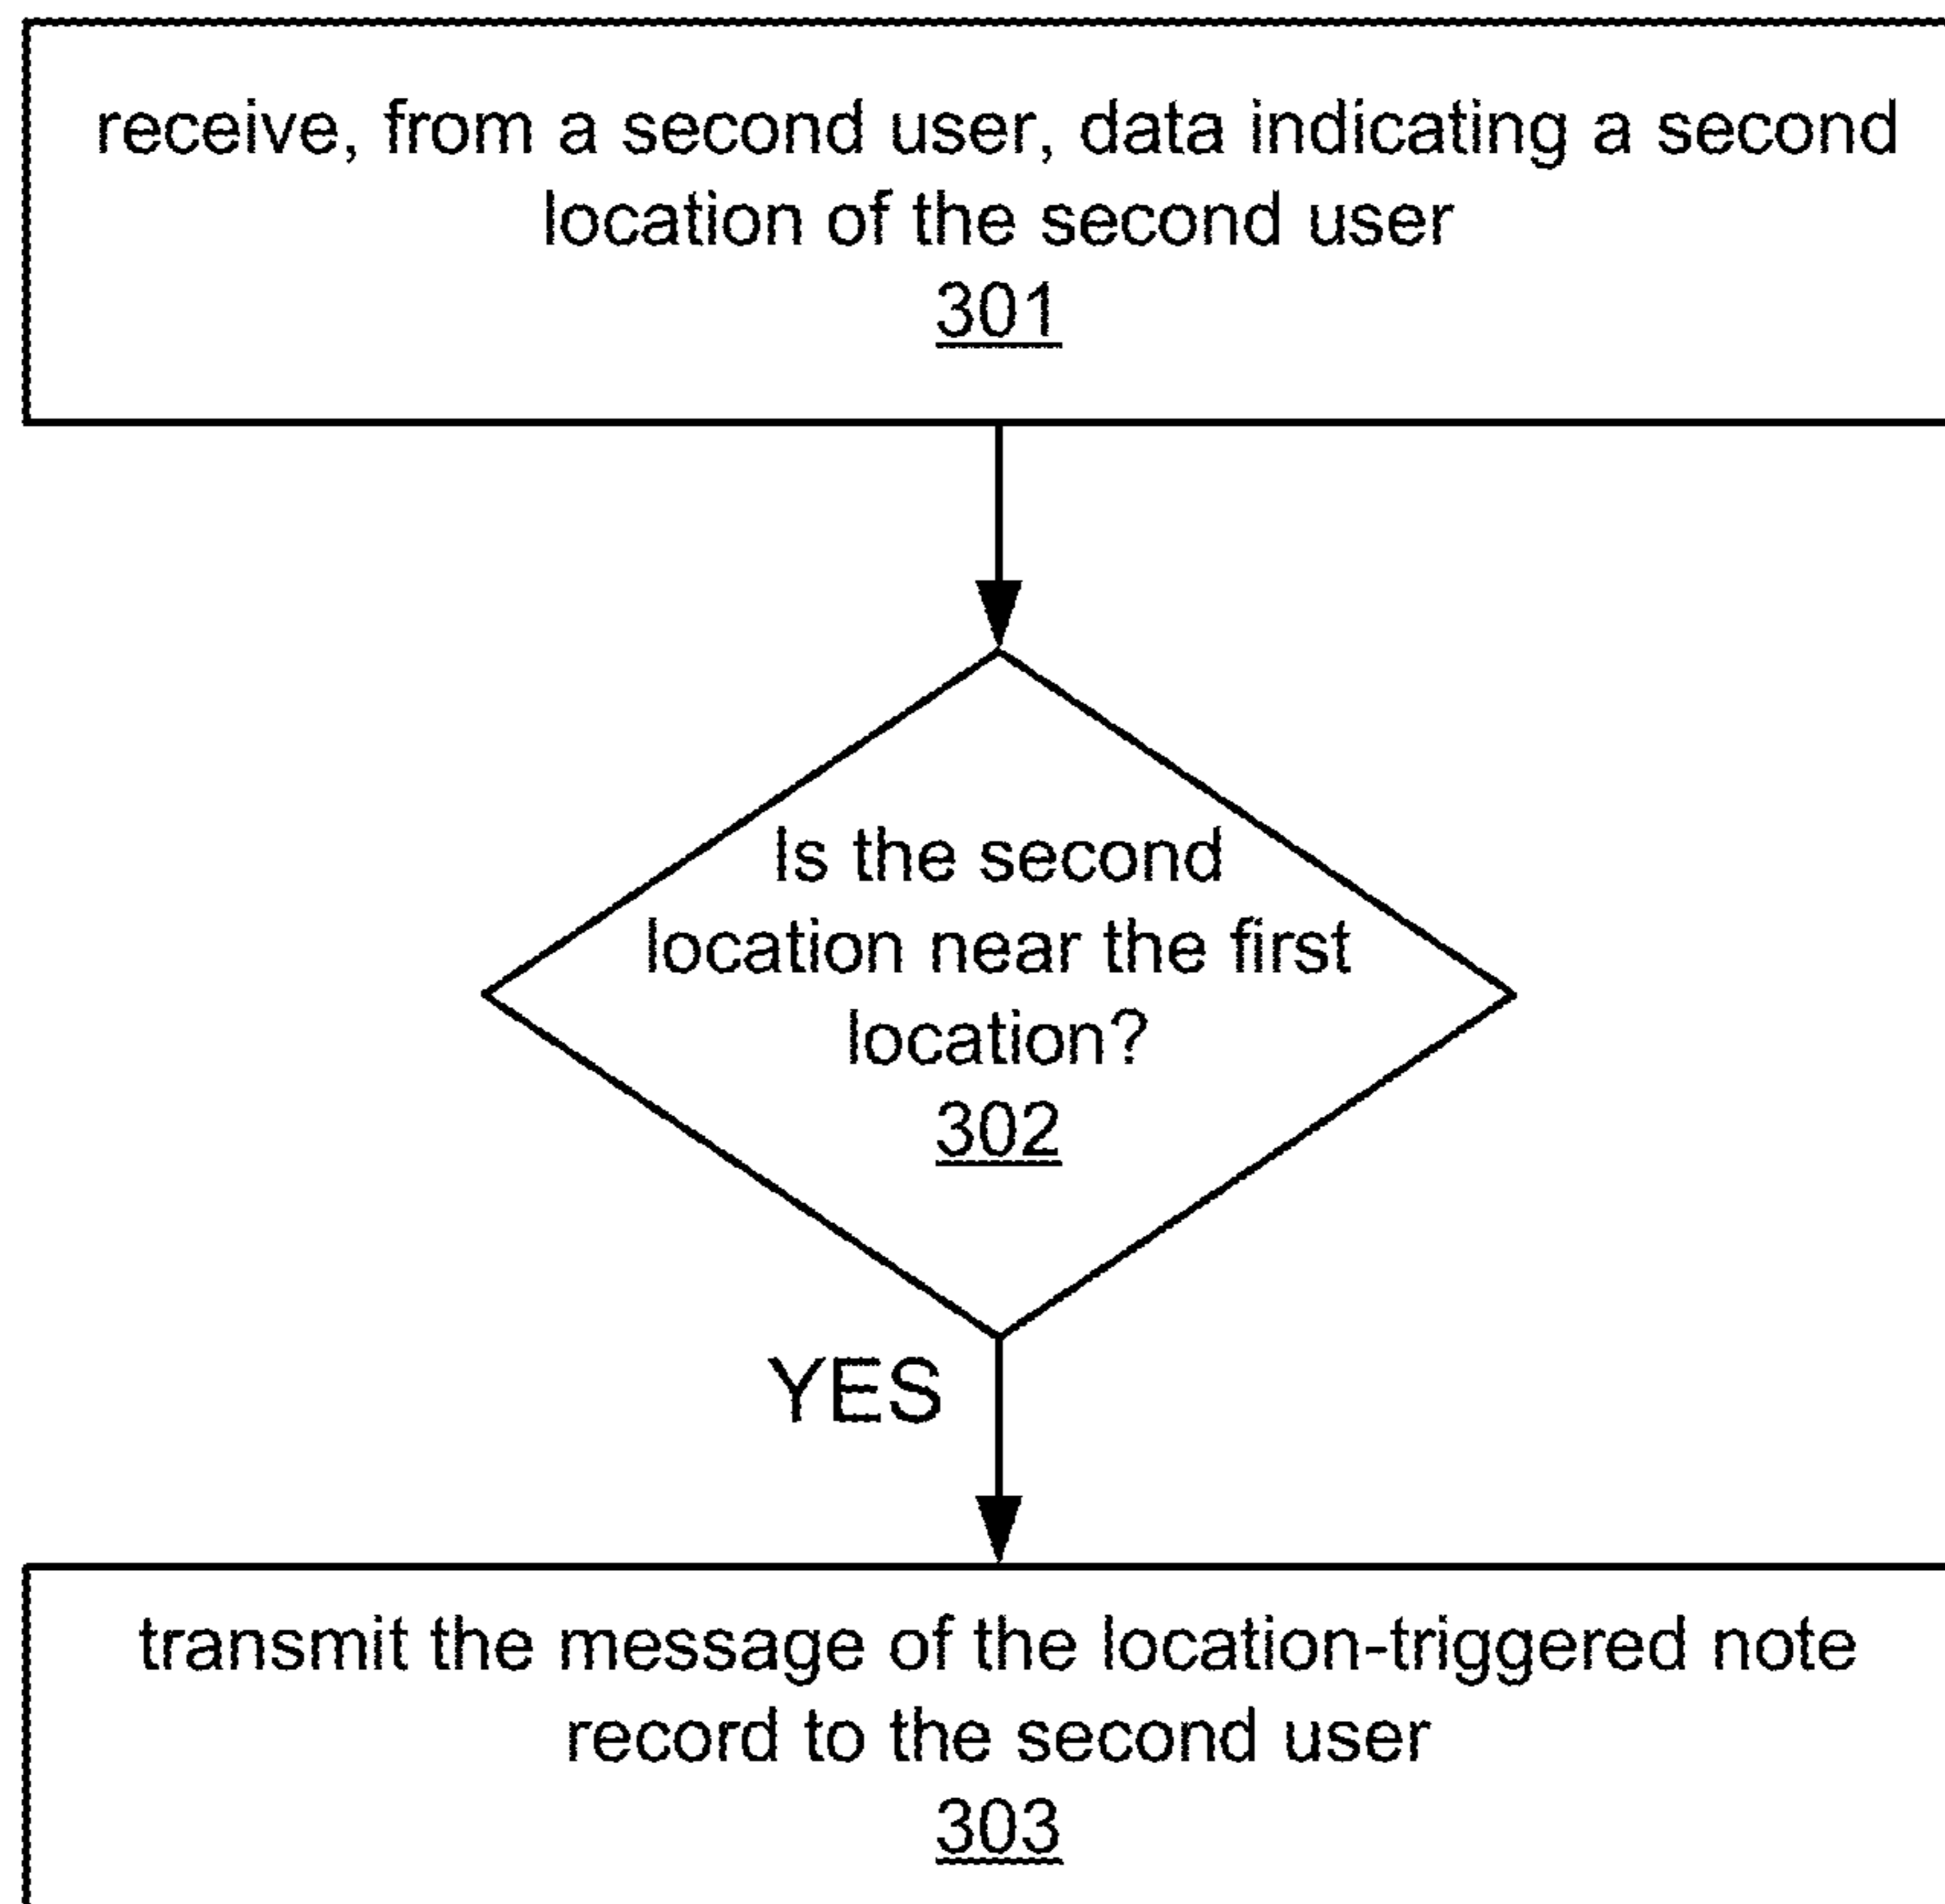 receive, from a second user, data indicating a second
location of the second user
301
Is the second
location near the first
location?
302
YES
transmit the message of the location-triggered note
record to the second user
303